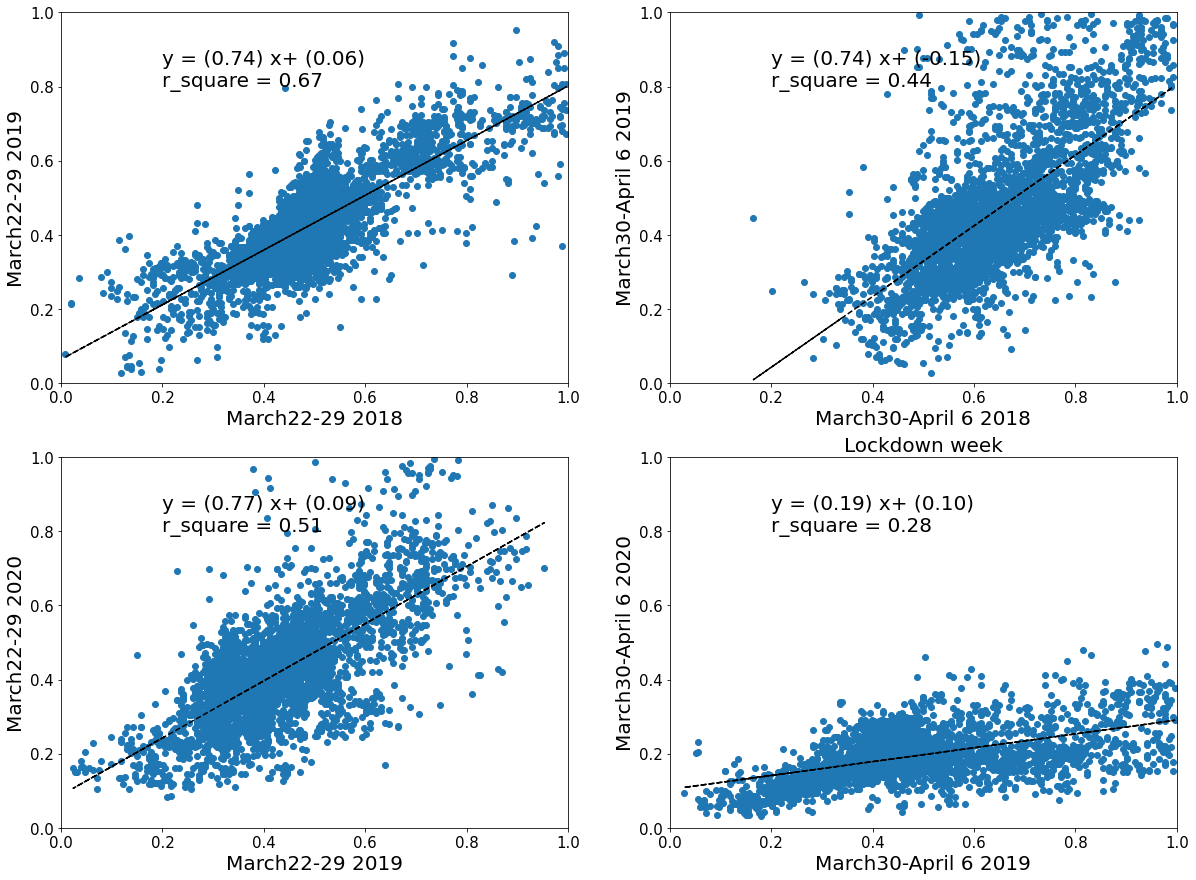 y = (0.74) x+ (0.06)
r_square = 0.67
1.0
0.8
0.6
0.4
0.2
0.0
March22-29 2019
0.0 0.2 0.4 0.6 0.8 1.0
March22-29 2018
y = (0.74) x+ (-0.15)
r_square = 0.44
1.0
0.8
0.6
0.4
0.2
0.0
March30-April 6 2019
0.0 0.2 0.4 0.6 0.8 1.0
March30-April 6 2018
y = (0.77) x+ (0.09)
r_square = 0.51
1.0
0.8
0.6
0.4
0.2
0.0
March22-29 2020
0.0 0.2 0.4 0.6 0.8 1.0
March22-29 2019
Lockdown week
y = (0.19) x+ (0.10)
r_square = 0.28
1.0
0.8
0.6
0.4
0.2
0.0
March30-April 6 2020
0.0 0.2 0.4 0.6 0.8 1.0
March30-April 6 2019